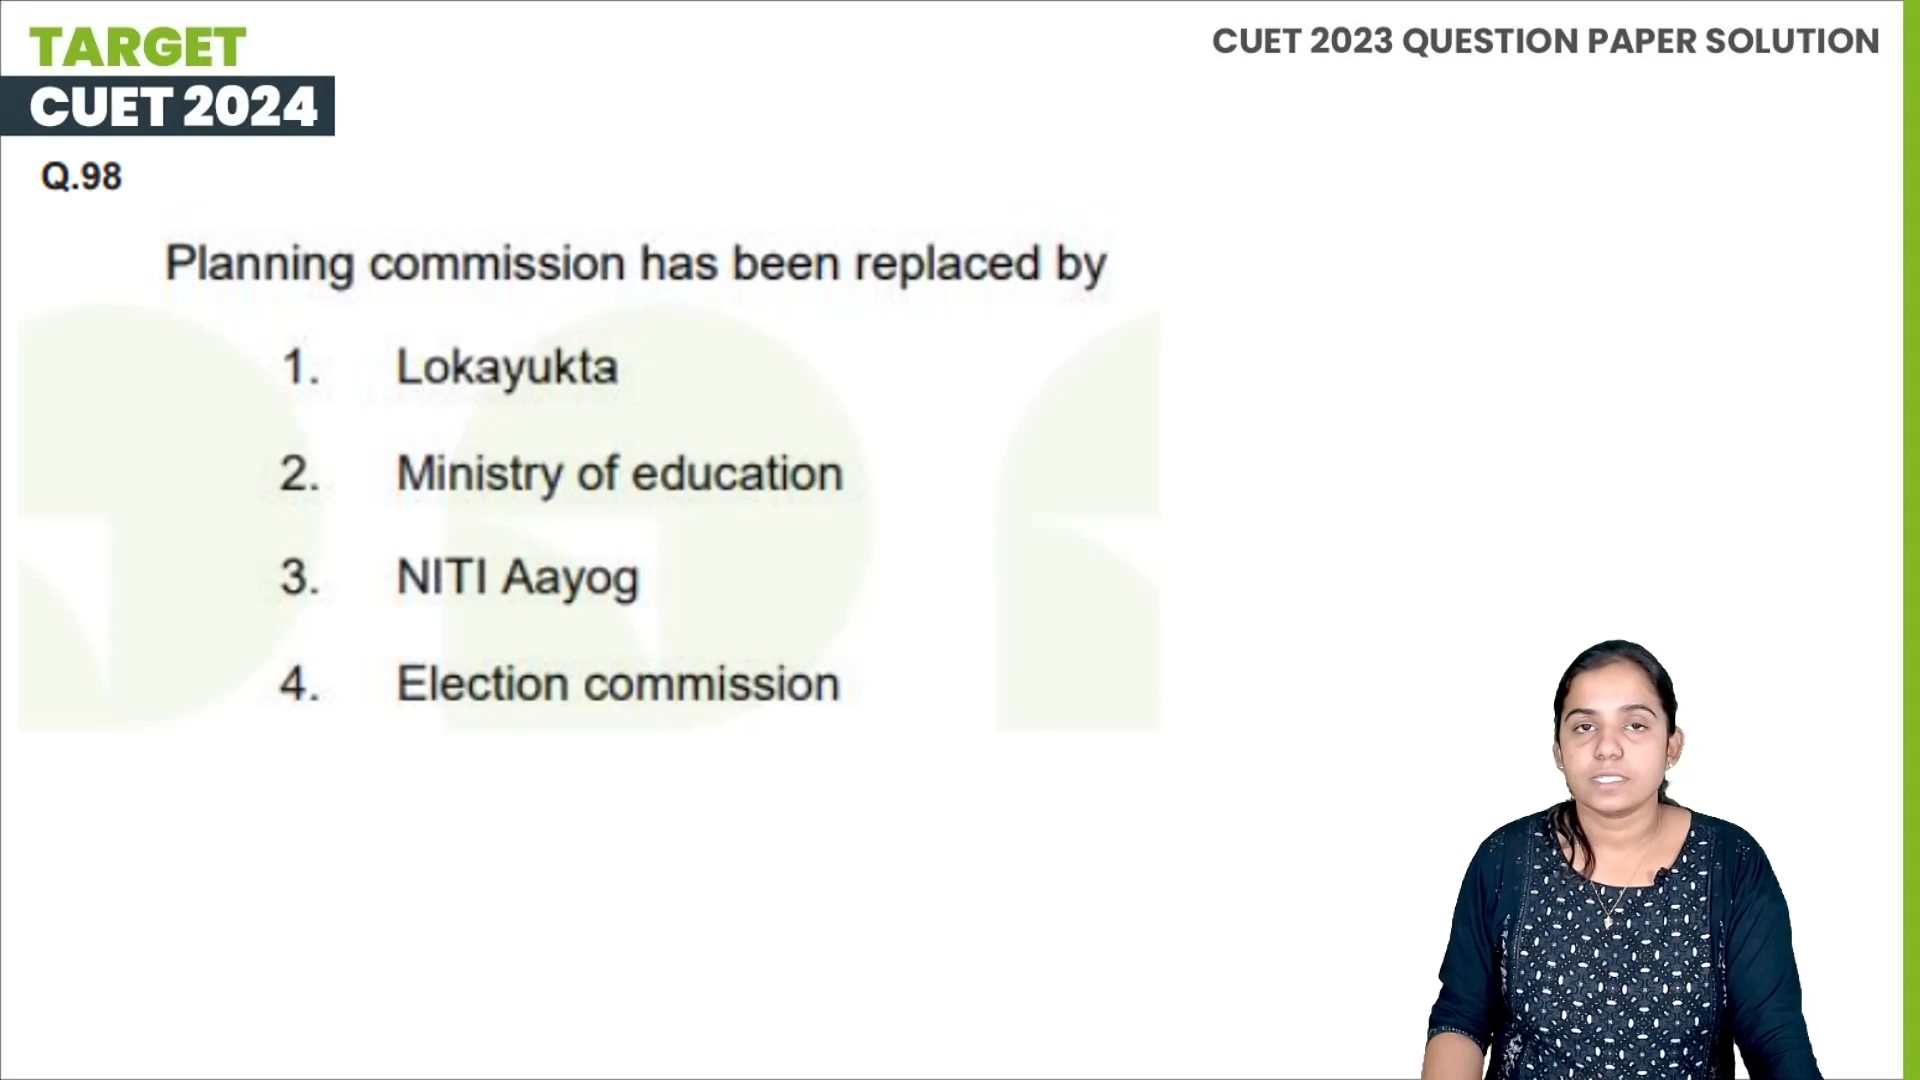 TARGET
CUET 2024
CUET 2023 QUESTION PAPER SOLUTION
Q.98
Planning commission has been replaced by
1. Lokayukta
2. Ministry of education
3. NITI Aayog
4. Election commission